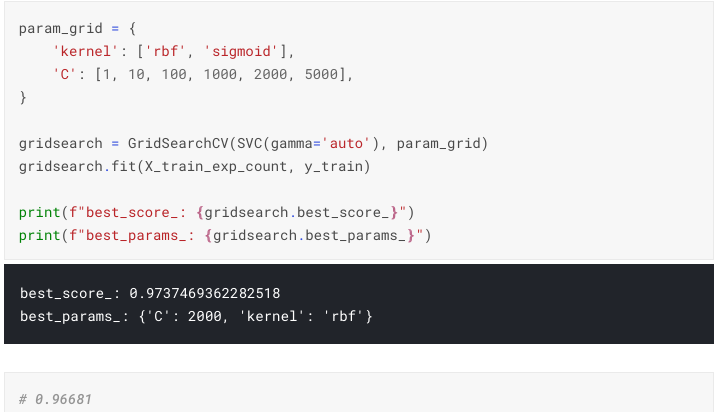 param_grid = {
    'kernel': ['rbf', 'sigmoid'],
    'C': [1, 10, 100, 1000, 2000, 5000],
}
gridsearch = GridSearchCV(SVC(gamma='auto'), param_grid)
gridsearch.fit(X_train_exp_count, y_train)
print(f"best_score_: {gridsearch.best_score_}")
print(f"best_params_: {gridsearch.best_params_}")
best_score_: 0.9737469362282518
best_params_: {'C': 2000, 'kernel': 'rbf'}
# 0.96681